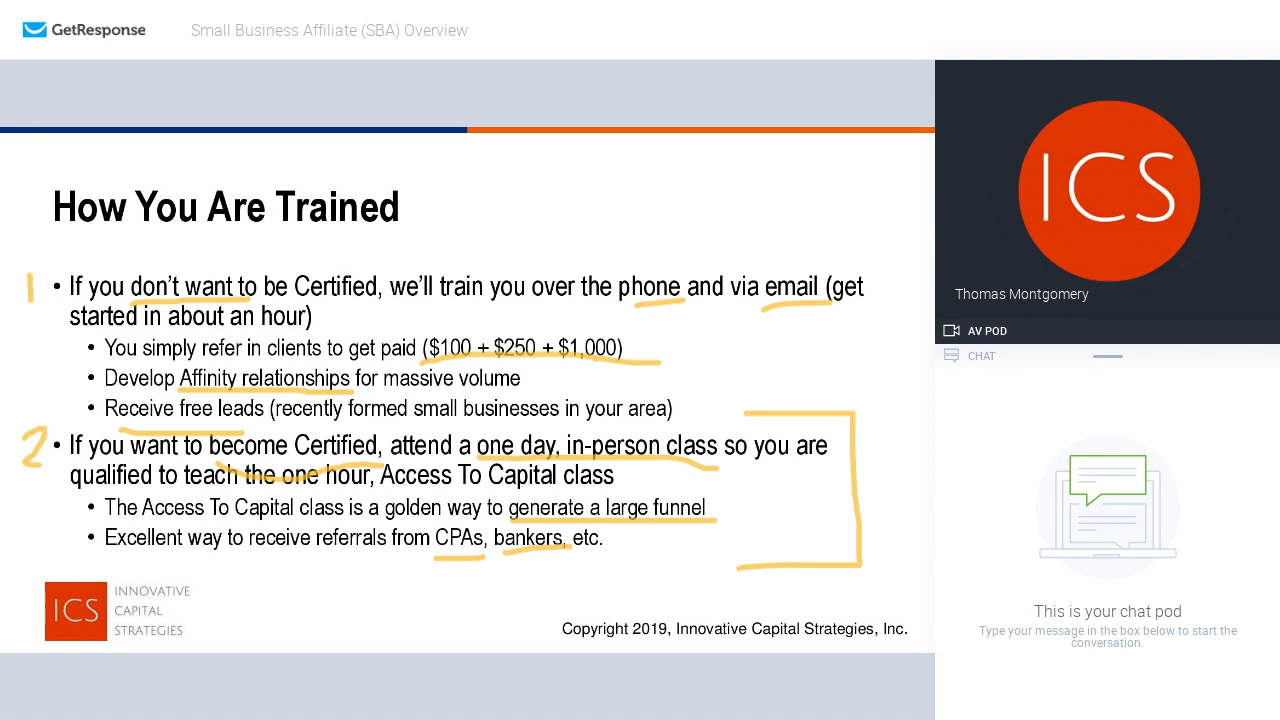 GetResponse
Small Business Affiliate (SBA) Overview
How You Are Trained
1
• If you don't want to be Certified, we'll train you over the phone and via email (get
started in about an hour)
• You simply refer in clients to get paid ($100 + $250 + $1,000)
• Develop Affinity relationships for massive volume
• Receive free leads (recently formed small businesses in your area)
2
• If you want to become Certified, attend a one day, in-person class so you are
qualified to teach the one hour, Access To Capital class
• The Access To Capital class is a golden way to generate a large funnel
• Excellent way to receive referrals from CPAs, bankers, etc.
ICS
INNOVATIVE
CAPITAL
STRATEGIES
Copyright 2019, Innovative Capital Strategies, Inc.
ICS
Thomas Montgomery
AV POD
CHAT
This is your chat pod
Type your message in the box below to start the
conversation.